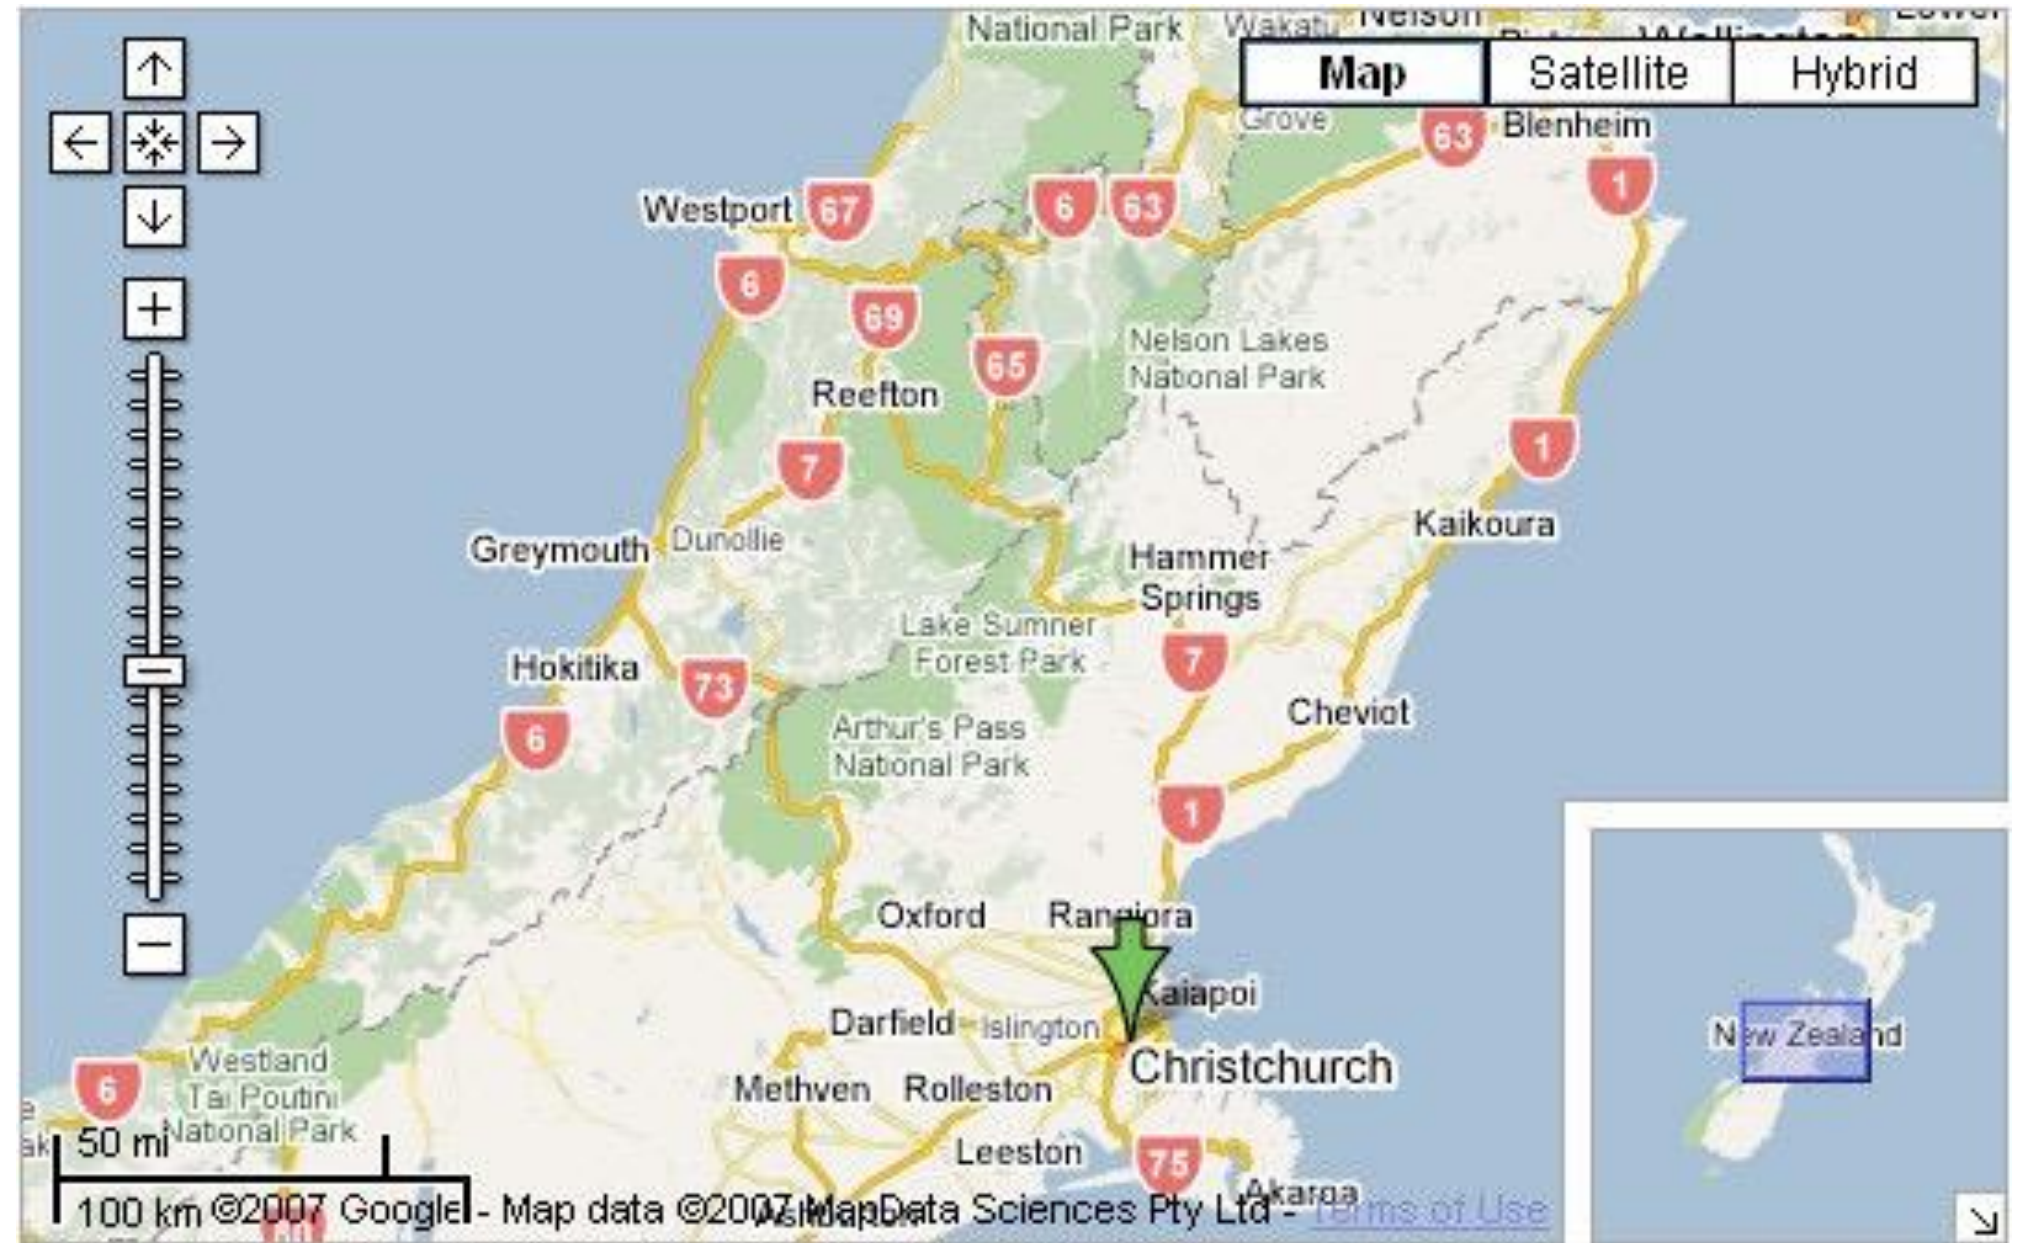 National Park
Wakatu
Nelson
Map
Satellite
Hybrid
Grove
63
Blenheim
1
Westport
67
6
63
6
69
Nelson Lakes
National Park
65
Reefton
1
7
Kaikoura
Greymouth
Dunollie
Hammer
Springs
Lake Sumner
Forest Park
7
Hokitika
73
Cheviot
6
Arthur's Pass
National Park
1
Oxford
Rangiora
Kaiapoi
Darfield
Islington
New Zealand
Christchurch
6
Westland
Tai Poutini
National Park
Methven
Rolleston
50 mi
Leeston
75
Akaroa
100 km
©2007 Google - Map data ©2007 MapData Sciences Pty Ltd - Terms of Use